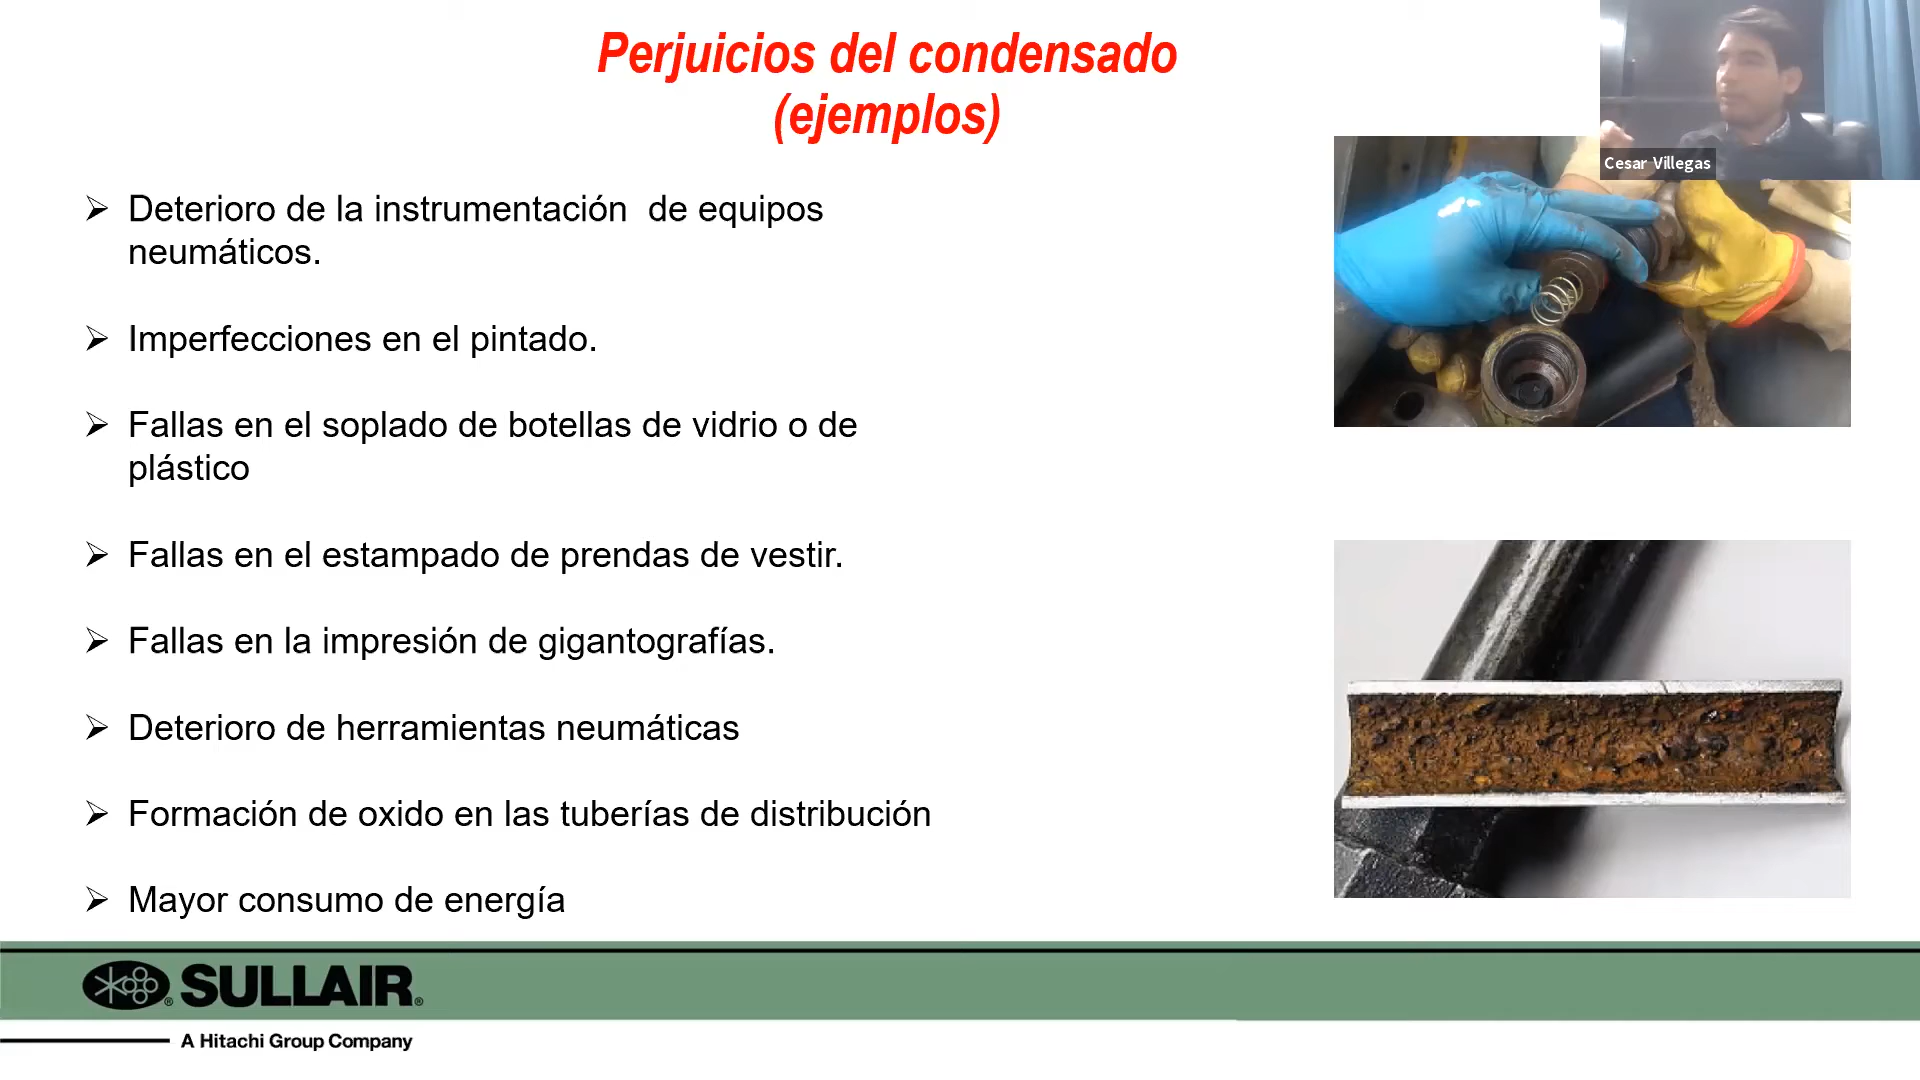 Perjuicios del condensado
(ejemplos)
Cesar Villegas
➢ Deterioro de la instrumentación  de equipos
neumáticos.
➢ Imperfecciones en el pintado.
➢ Fallas en el soplado de botellas de vidrio o de
plástico
➢ Fallas en el estampado de prendas de vestir.
➢ Fallas en la impresión de gigantografías.
➢ Deterioro de herramientas neumáticas
➢ Formación de oxido en las tuberías de distribución
➢ Mayor consumo de energía
® SULLAIR®
A Hitachi Group Company